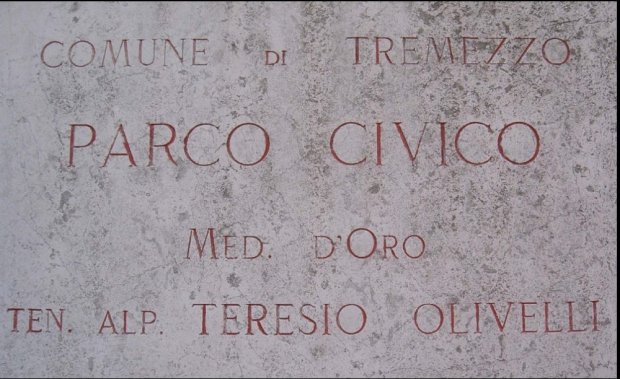 COMUNE DI TREMEZZO
PARCO CIVICO
MED. D'ORO
TEN. ALP. TERESIO OLIVELLI